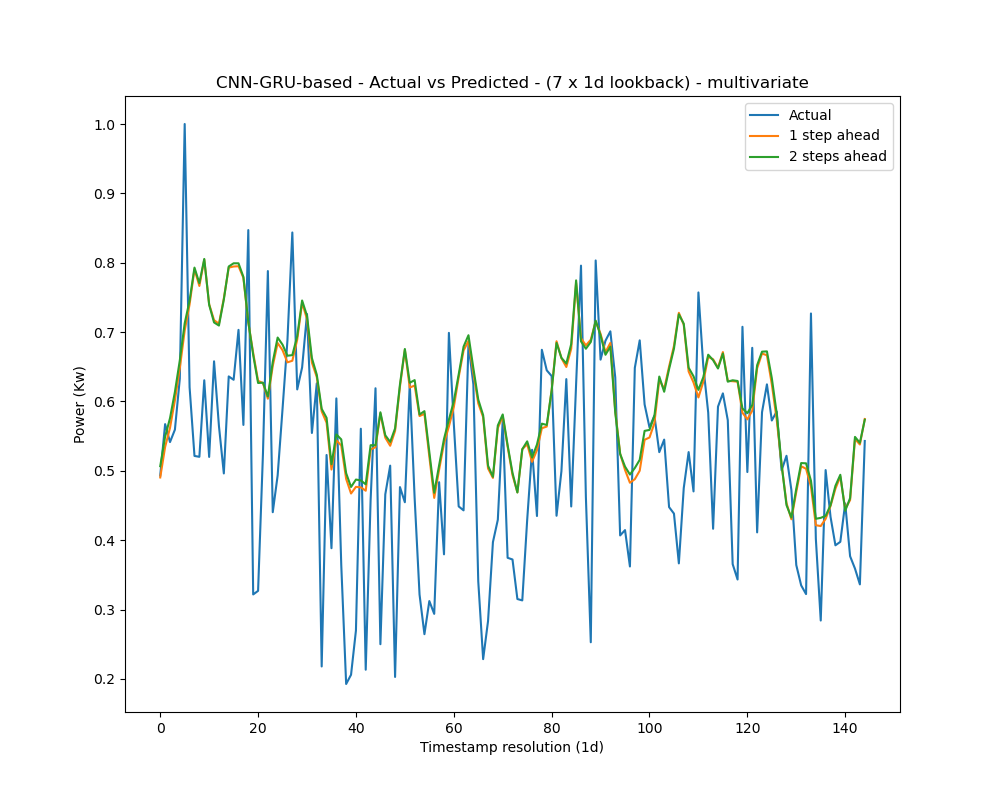 CNN-GRU-based - Actual vs Predicted - (7 x 1d lookback) - multivariate
Actual
1 step ahead
2 steps ahead
1.0
0.9
0.8
0.7
0.6
0.5
0.4
0.3
0.2
Power (Kw)
0 20 40 60 80 100 120 140
Timestamp resolution (1d)